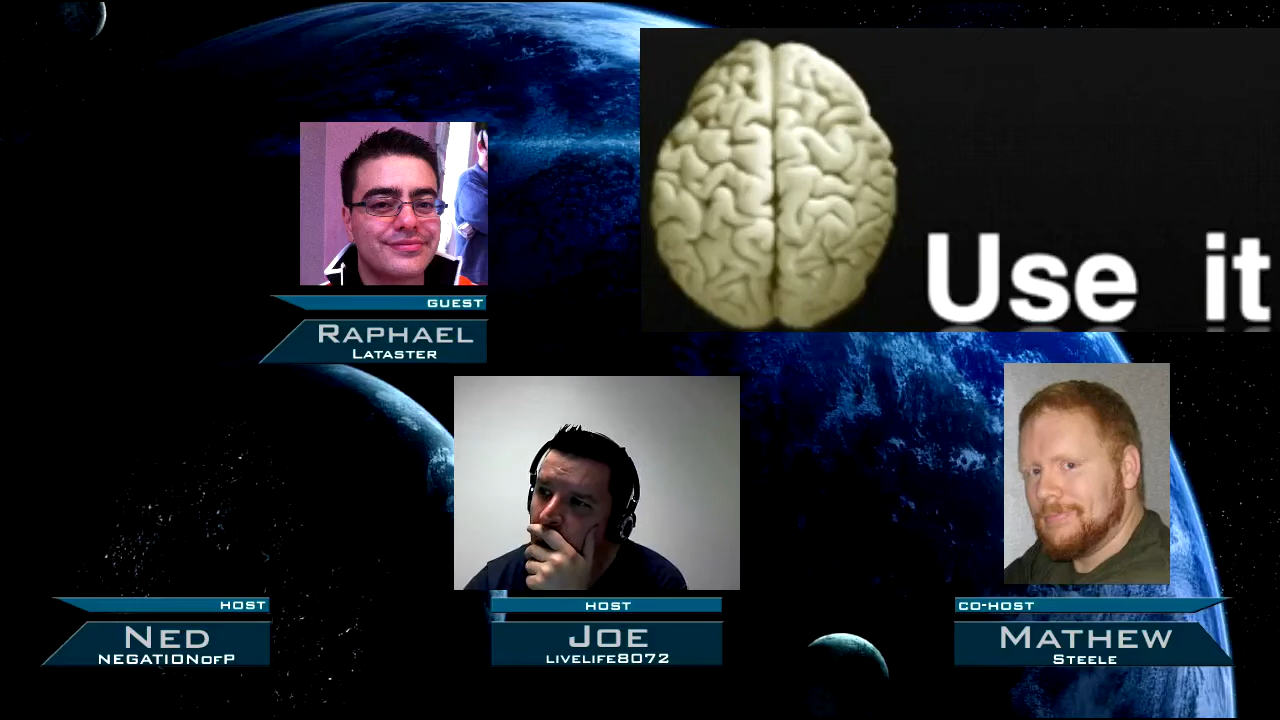 Use it
GUEST
RAPHAEL
LATASTER
HOST
NED
NEGATIONofP
HOST
JOE
LIVELIFE8072
CO-HOST
MATHEW
STEELE